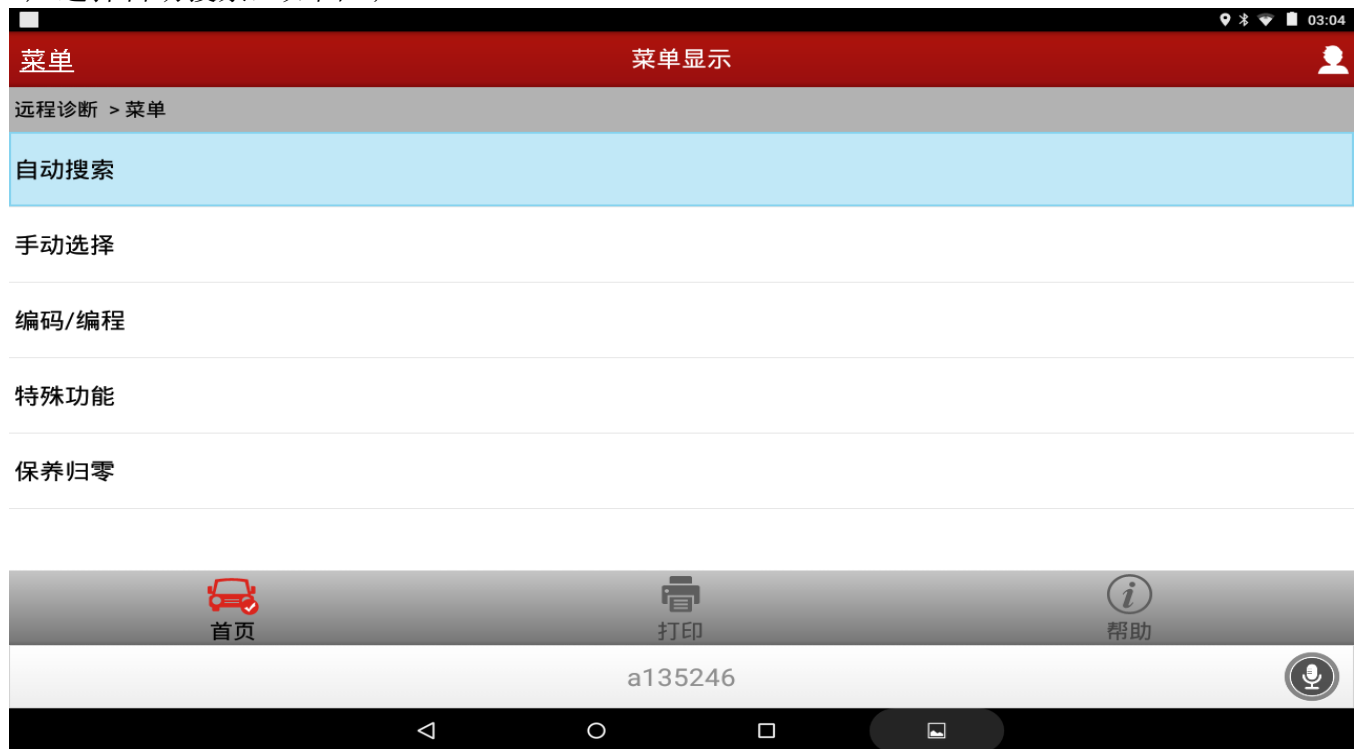 03:04
菜单 菜单显示
远程诊断 >菜单
自动搜索
手动选择
编码/编程
特殊功能
保养归零
首页 打印 帮助
a135246